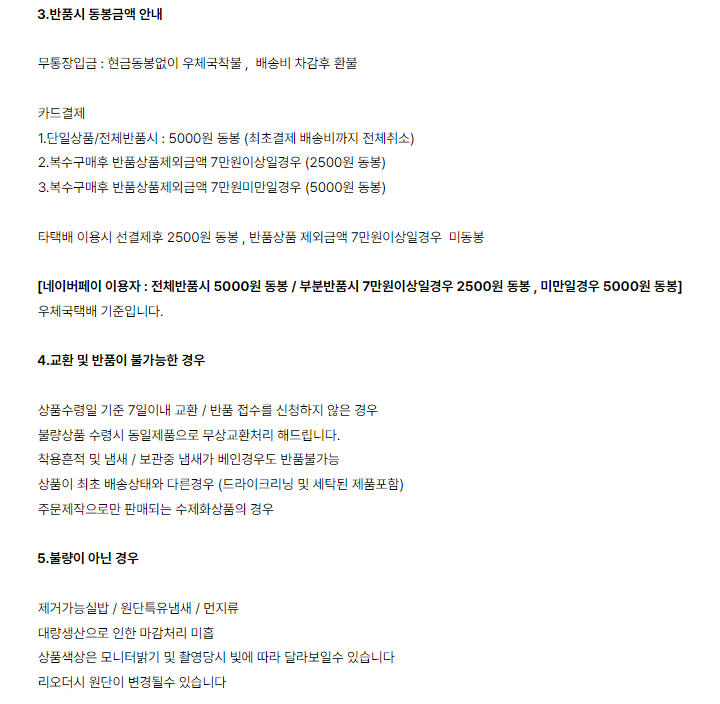 3.반품시 동봉금액 안내
무통장입금 : 현금동봉없이 우체국착불 , 배송비 차감후 환불
카드결제
1.단일상품/전체반품시 : 5000원 동봉 (최초결제 배송비까지 전체취소)
2.복수구매후 반품상품제외금액 7만원이상일경우 (2500원 동봉)
3.복수구매후 반품상품제외금액 7만원미만일경우 (5000원 동봉)
타택배 이용시 선결제후 2500원 동봉 , 반품상품 제외금액 7만원이상일경우 미동봉
[네이버페이 이용자 : 전체반품시 5000원 동봉 / 부분반품시 7만원이상일경우 2500원 동봉 , 미만일경우 5000원 동봉]
우체국택배 기준입니다.
4.교환 및 반품이 불가능한 경우
상품수령일 기준 7일이내 교환 / 반품 접수를 신청하지 않은 경우
불량상품 수령시 동일제품으로 무상교환처리 해드립니다.
착용흔적 및 냄새 / 보관중 냄새가 베인경우도 반품불가능
상품이 최초 배송상태와 다른경우 (드라이크리닝 및 세탁된 제품포함)
주문제작으로만 판매되는 수제화상품의 경우
5.불량이 아닌 경우
제거가능실밥 / 원단특유냄새 / 먼지류
대량생산으로 인한 마감처리 미흡
상품색상은 모니터밝기 및 촬영당시 빛에 따라 달라보일수 있습니다
리오더시 원단이 변경될수 있습니다